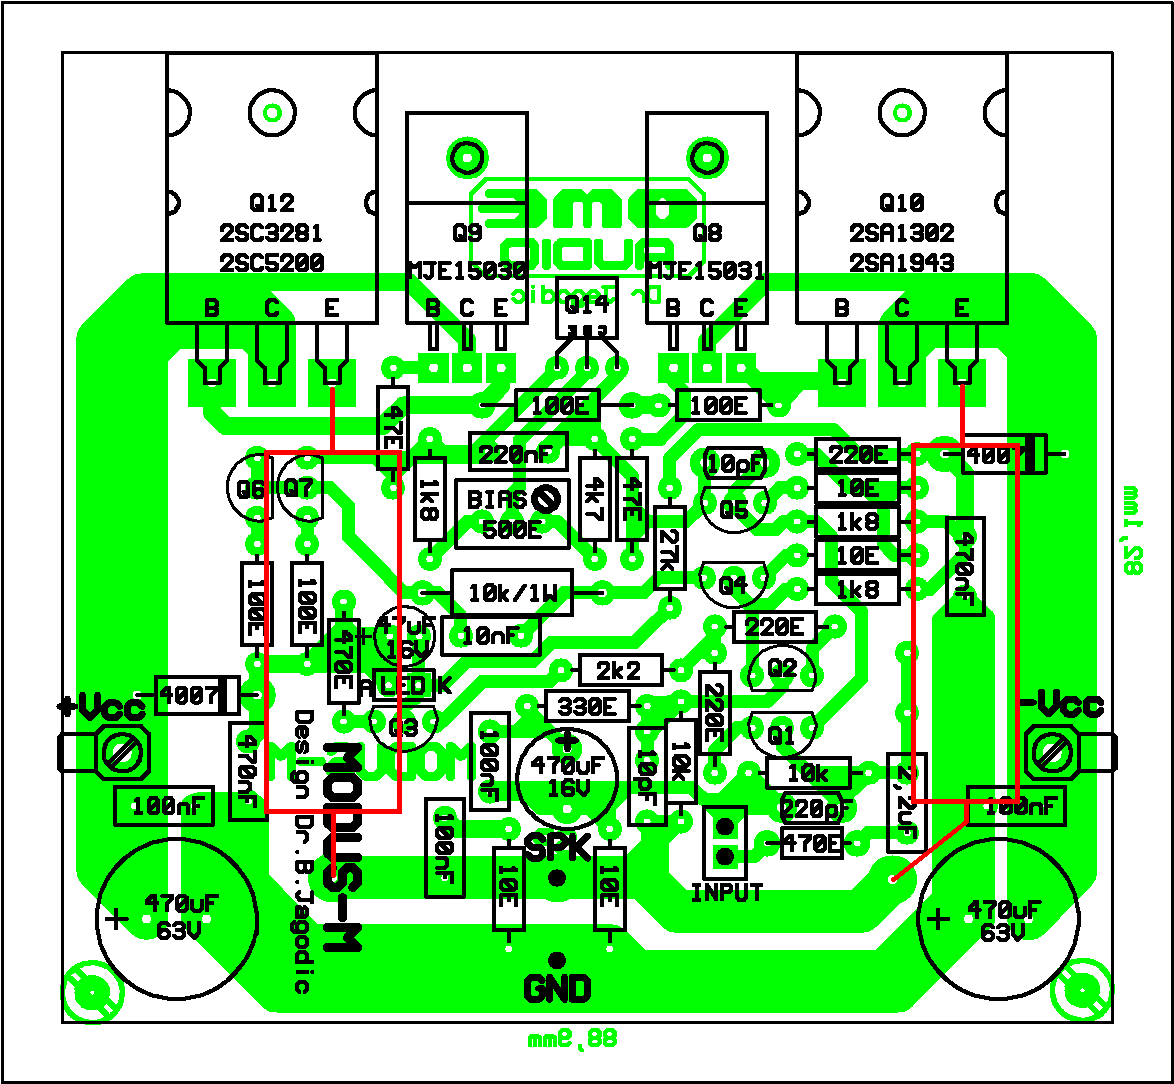 Q12
2SC3281
2SC5200
B C E
Q9
MJE15030
B C E
OME
AUDIO
Dr Jagodic
Q14
Q8
MJE15031
B C E
Q10
2SA1302
2SA1943
B C E
82,1mm
47E
100E
100E
220nF
10pF
220E
4007
Q6
Q7
1k8
BIAS
500E
4k7
47E
Q5
10E
27k
1k8
470nF
10E
Q4
1k8
100E
100E
10k/1W
47uF
16V
10nF
220E
470E
2k2
Q2
A LED K
4007
220E
330E
+Vcc
-Vcc
Q3
Q1
470nF
Design Dr.B.Jagodic
MODUS-M
100nF
470uF
16V
10pF
10k
10k
2,2uF
100nF
220pF
100nF
100nF
SPK
470E
10E
10E
INPUT
470uF
63V
470uF
63V
GND
88,9mm